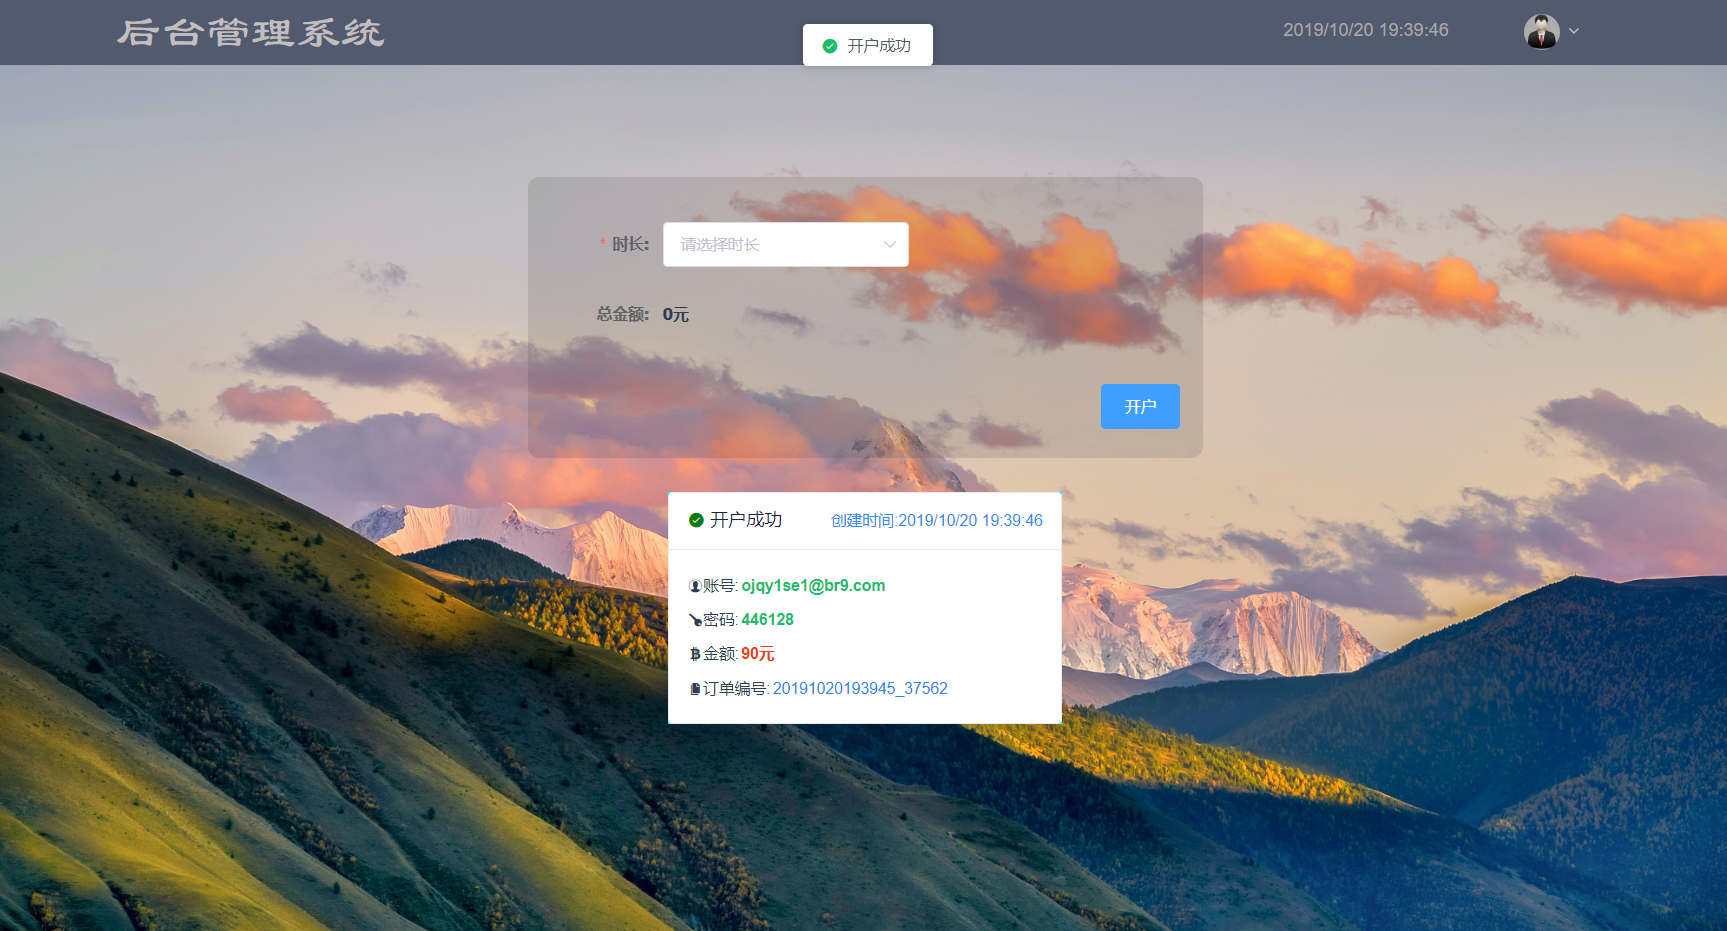 后台管理系统
开户成功
2019/10/20 19:39:46
* 时长: 请选择时长
总金额: 0元
开户
开户成功 创建时间:2019/10/20 19:39:46
账号: ojqy1se1@br9.com
密码: 446128
金额: 90元
订单编号: 20191020193945_37562